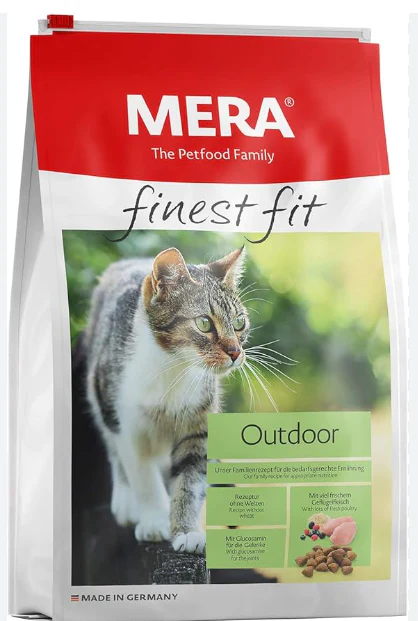 MERA®
The Petfood Family
finest fit
Outdoor
Unser Familienrezept für die bedarfsgerechte Ernährung
Our family recipe for appropriate nutrition
Rezeptur
ohne Weizen
Recipe without
wheat
Mit viel frischem
Geflügelfleisch
With lots of fresh poultry
Mit Glucosamin
für die Gelenke
With glucosamine
for the joints
MADE IN GERMANY